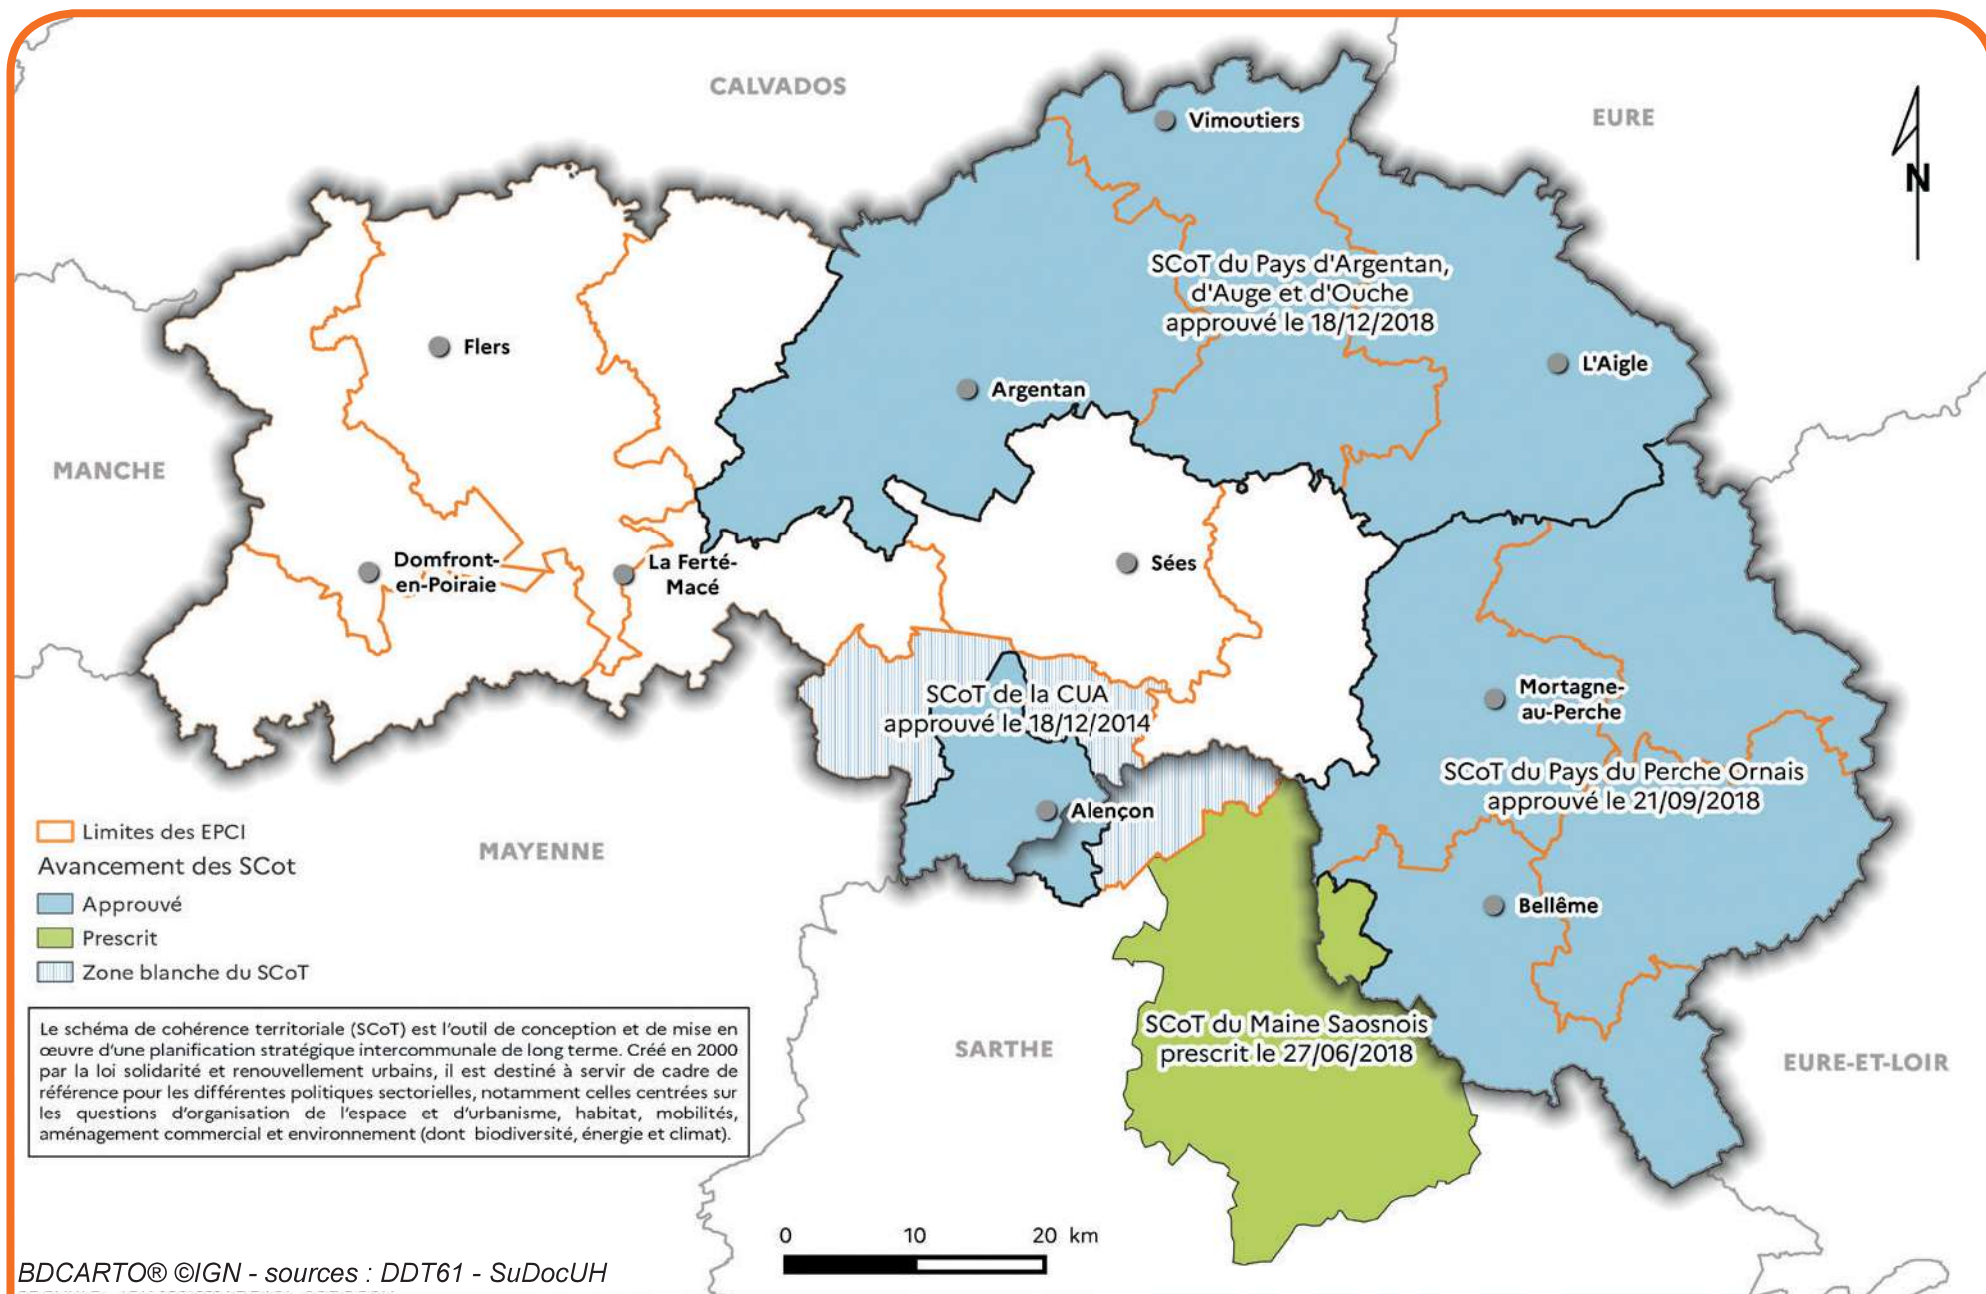 CALVADOS
EURE
Vimoutiers
N
SCoT du Pays d'Argentan,
d'Auge et d'Ouche
approuvé le 18/12/2018
Flers
L'Aigle
Argentan
MANCHE
Domfront-
en-Poiraie
La Ferté-
Macé
Sées
SCoT de la CUA
approuvé le 18/12/2014
Mortagne-
au-Perche
SCoT du Pays du Perche Ornais
approuvé le 21/09/2018
Alençon
MAYENNE
Bellême
Limites des EPCI
Avancement des SCot
Approuvé
Prescrit
Zone blanche du SCoT
SCoT du Maine Saosnois
prescrit le 27/06/2018
SARTHE
EURE-ET-LOIR
Le schéma de cohérence territoriale (SCoT) est l'outil de conception et de mise en
œuvre d'une planification stratégique intercommunale de long terme. Créé en 2000
par la loi solidarité et renouvellement urbains, il est destiné à servir de cadre de
référence pour les différentes politiques sectorielles, notamment celles centrées sur
les questions d'organisation de l'espace et d'urbanisme, habitat, mobilités,
aménagement commercial et environnement (dont biodiversité, énergie et climat).
0 10 20 km
BDCARTO® ©IGN - sources : DDT61 - SuDocUH